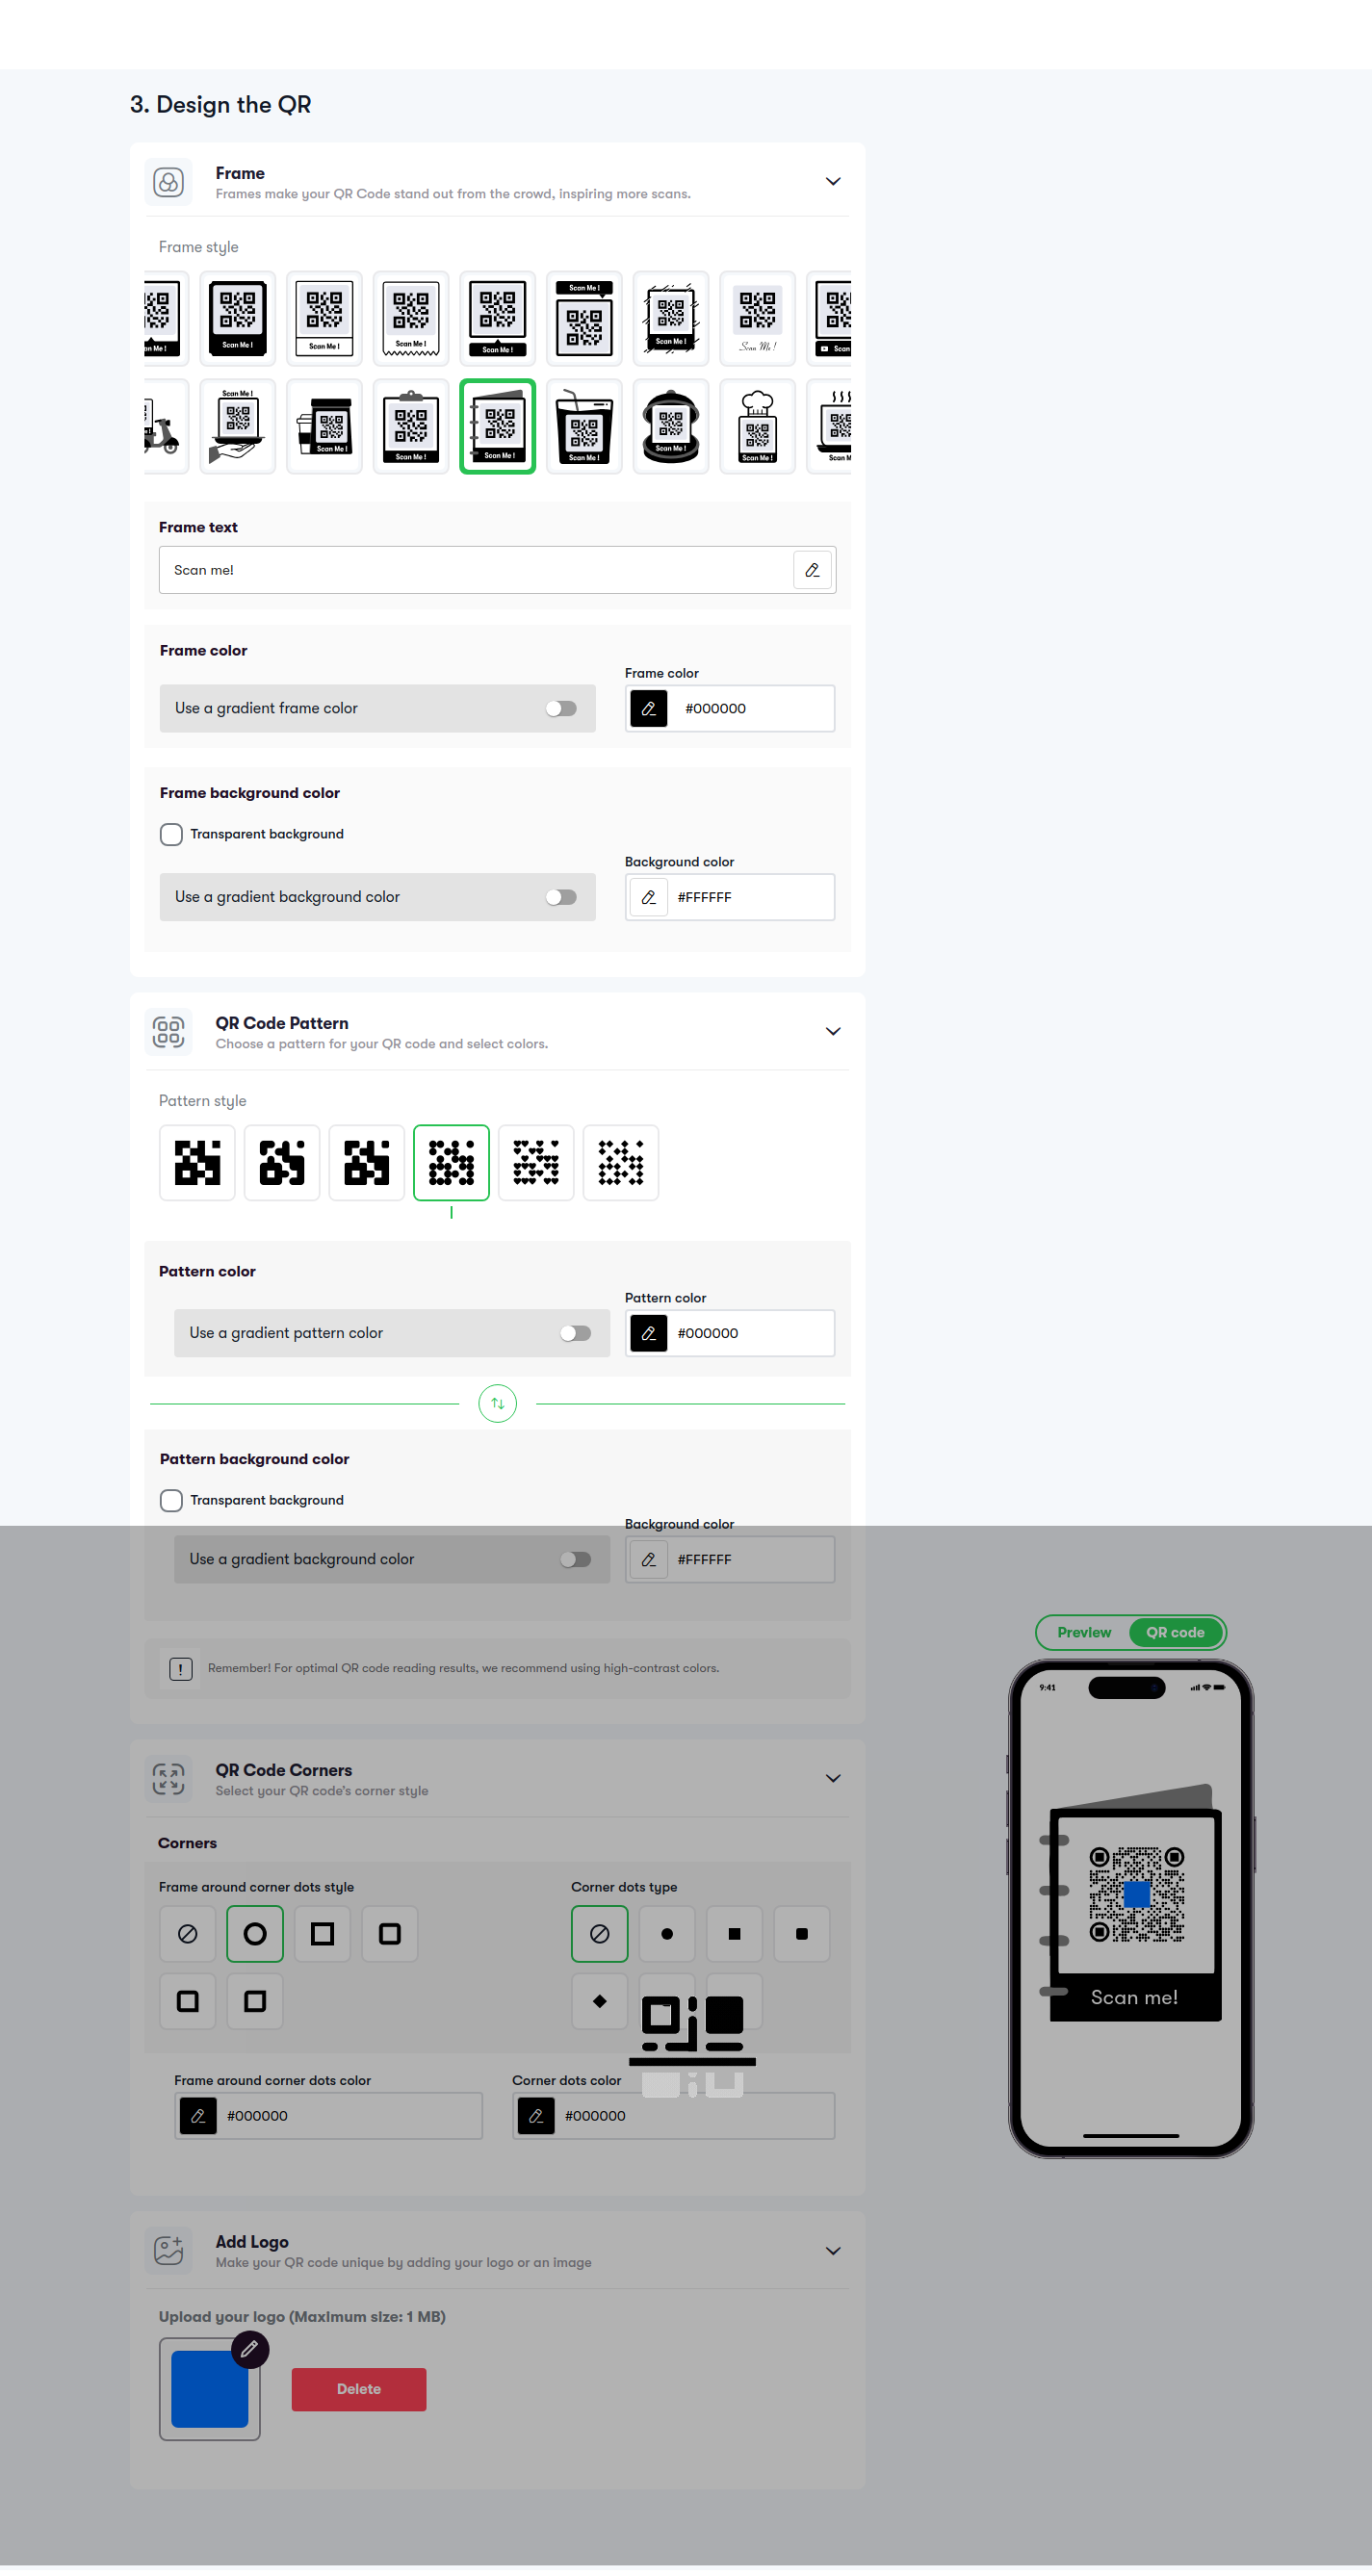 3. Design the QR
Frame
Frames make your QR Code stand out from the crowd, inspiring more scans.
Frame style
an Me !
Scan Me !
Scan Me !
Scan Me !
Scan Me !
Scan Me !
Scan Me !
Scan Me !
Scan
Scan Me !
Scan Me !
Scan Me !
Scan Me !
Scan Me !
Scan Me !
Scan Me !
Scan M
Frame text
Scan me!
Frame color
Frame color
Use a gradient frame color
#000000
Frame background color
Transparent background
Background color
Use a gradient background color
#FFFFFF
QR Code Pattern
Choose a pattern for your QR code and select colors.
Pattern style
Pattern color
Pattern color
Use a gradient pattern color
#000000
Pattern background color
Transparent background
Background color
Use a gradient background color
#FFFFFF
Remember! For optimal QR code reading results, we recommend using high-contrast colors.
QR Code Corners
Select your QR code’s corner style
Corners
Frame around corner dots style
Corner dots type
Frame around corner dots color
Corner dots color
#000000
#000000
Add Logo
Make your QR code unique by adding your logo or an image
Upload your logo (Maximum size: 1 MB)
Delete
Preview
QR code
9:41
Scan me!